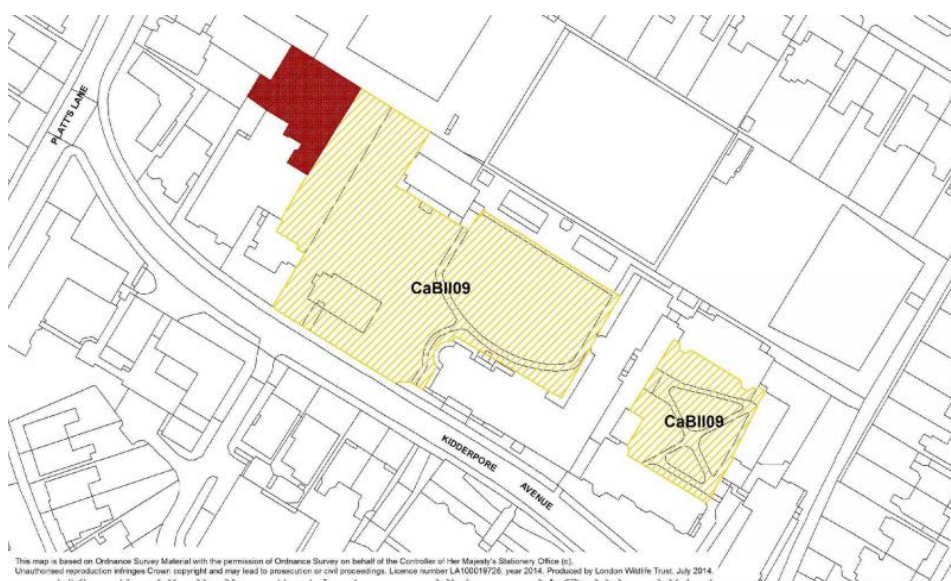 PLATT'S LANE
CaBII09
CaBII09
KIDDERPORE
AVENUE
This map is based on Ordnance Survey Material with the permission of Ordnance Survey on behalf of the Controller of Her Majesty's Stationery Office (c).
Unauthorised reproduction infringes Crown copyright and may lead to prosecution or civil proceedings. Licence number LA100019726, year 2014. Produced by London Wildlife Trust, July 2014.